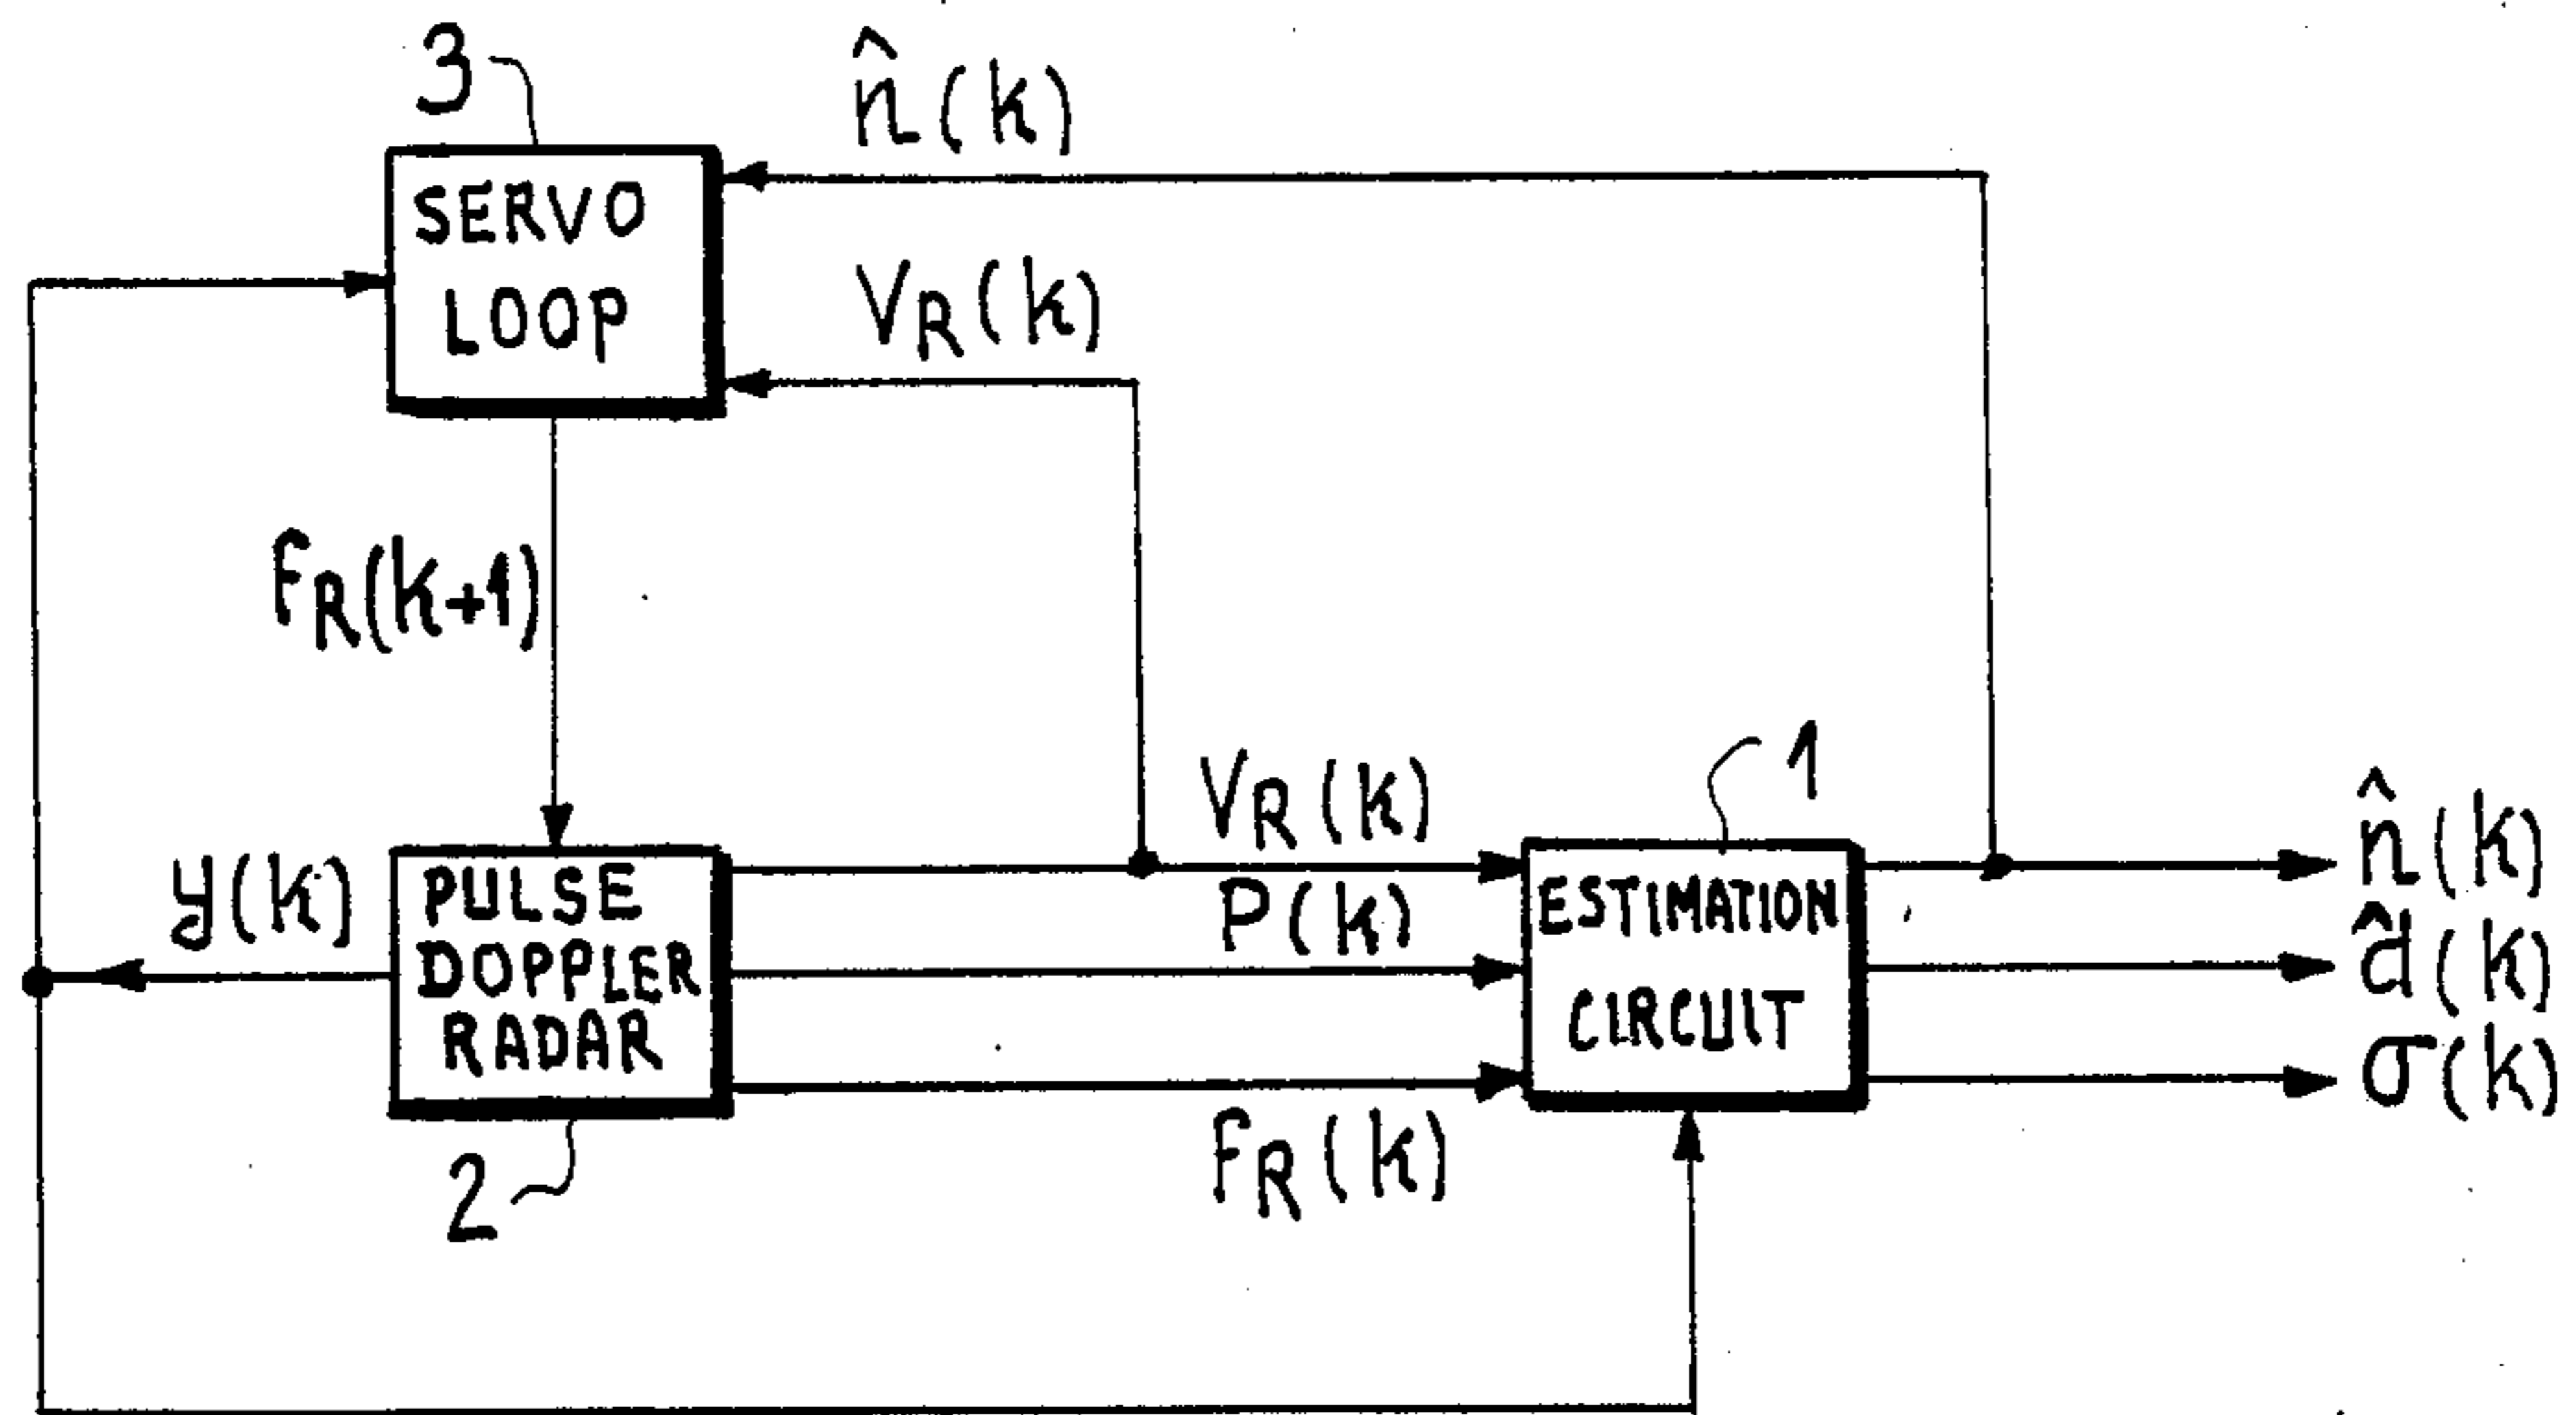 3
n̂(k)
SERVO
LOOP
VR(k)
FR(k+1)
VR(k)
1
y(k)
PULSE
DOPPLER
RADAR
P(k)
ESTIMATION
CIRCUIT
n̂(k)
d̂(k)
σ(k)
FR(k)
2